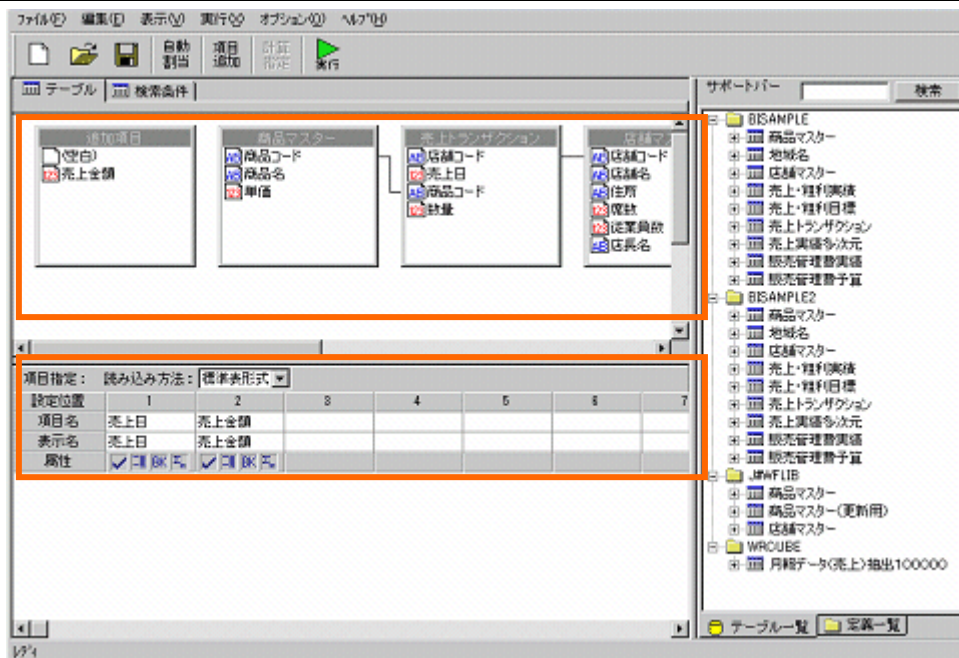 ファイル(F) 編集(E) 表示(V) 実行(X) オプション(O) ヘルプ(H)
自動割当 項目追加 計算指定 実行
テーブル 検索条件
追加項目
(空白)
売上金額
商品マスター
商品コード
商品名
単価
売上トランザクション
店舗コード
売上日
商品コード
数量
店舗マス
店舗コード
店舗名
住所
席数
従業員数
店長名
項目指定: 読み込み方法: 標準表形式
設定位置 1 2 3 4 5 6 7
項目名 売上日 売上金額
表示名 売上日 売上金額
属性
レディ
サポートバー 検索
BISAMPLE
商品マスター
地域名
店舗マスター
売上・粗利実績
売上・粗利目標
売上トランザクション
売上実績多次元
販売管理費実績
販売管理費予算
BISAMPLE2
商品マスター
地域名
店舗マスター
売上・粗利実績
売上・粗利目標
売上トランザクション
売上実績多次元
販売管理費実績
販売管理費予算
J#WFLIB
商品マスター
商品マスター(更新用)
店舗マスター
WRCUBE
月報データ(売上)抽出100000
テーブル一覧 定義一覧